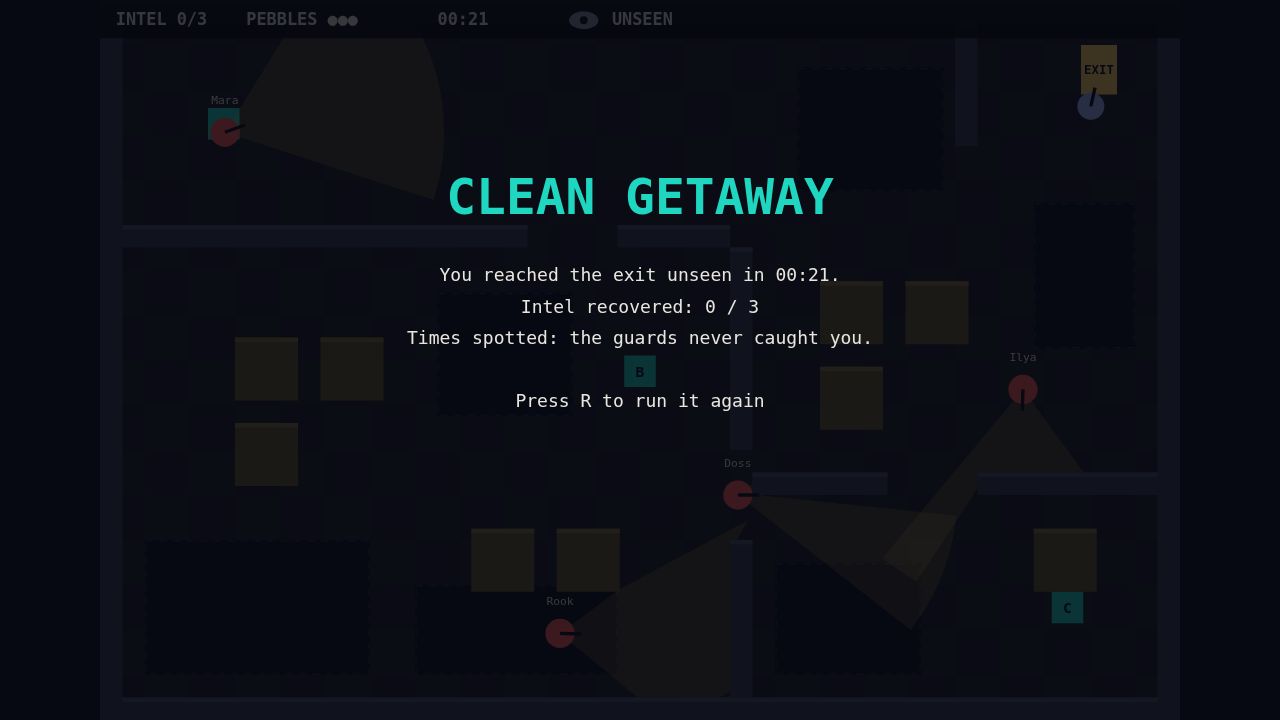 INTEL 0/3 PEBBLES 00:21 UNSEEN
EXIT
Mara
CLEAN GETAWAY
You reached the exit unseen in 00:21.
Intel recovered: 0 / 3
Times spotted: the guards never caught you.
Ilya
B
Press R to run it again
Doss
Rook
C